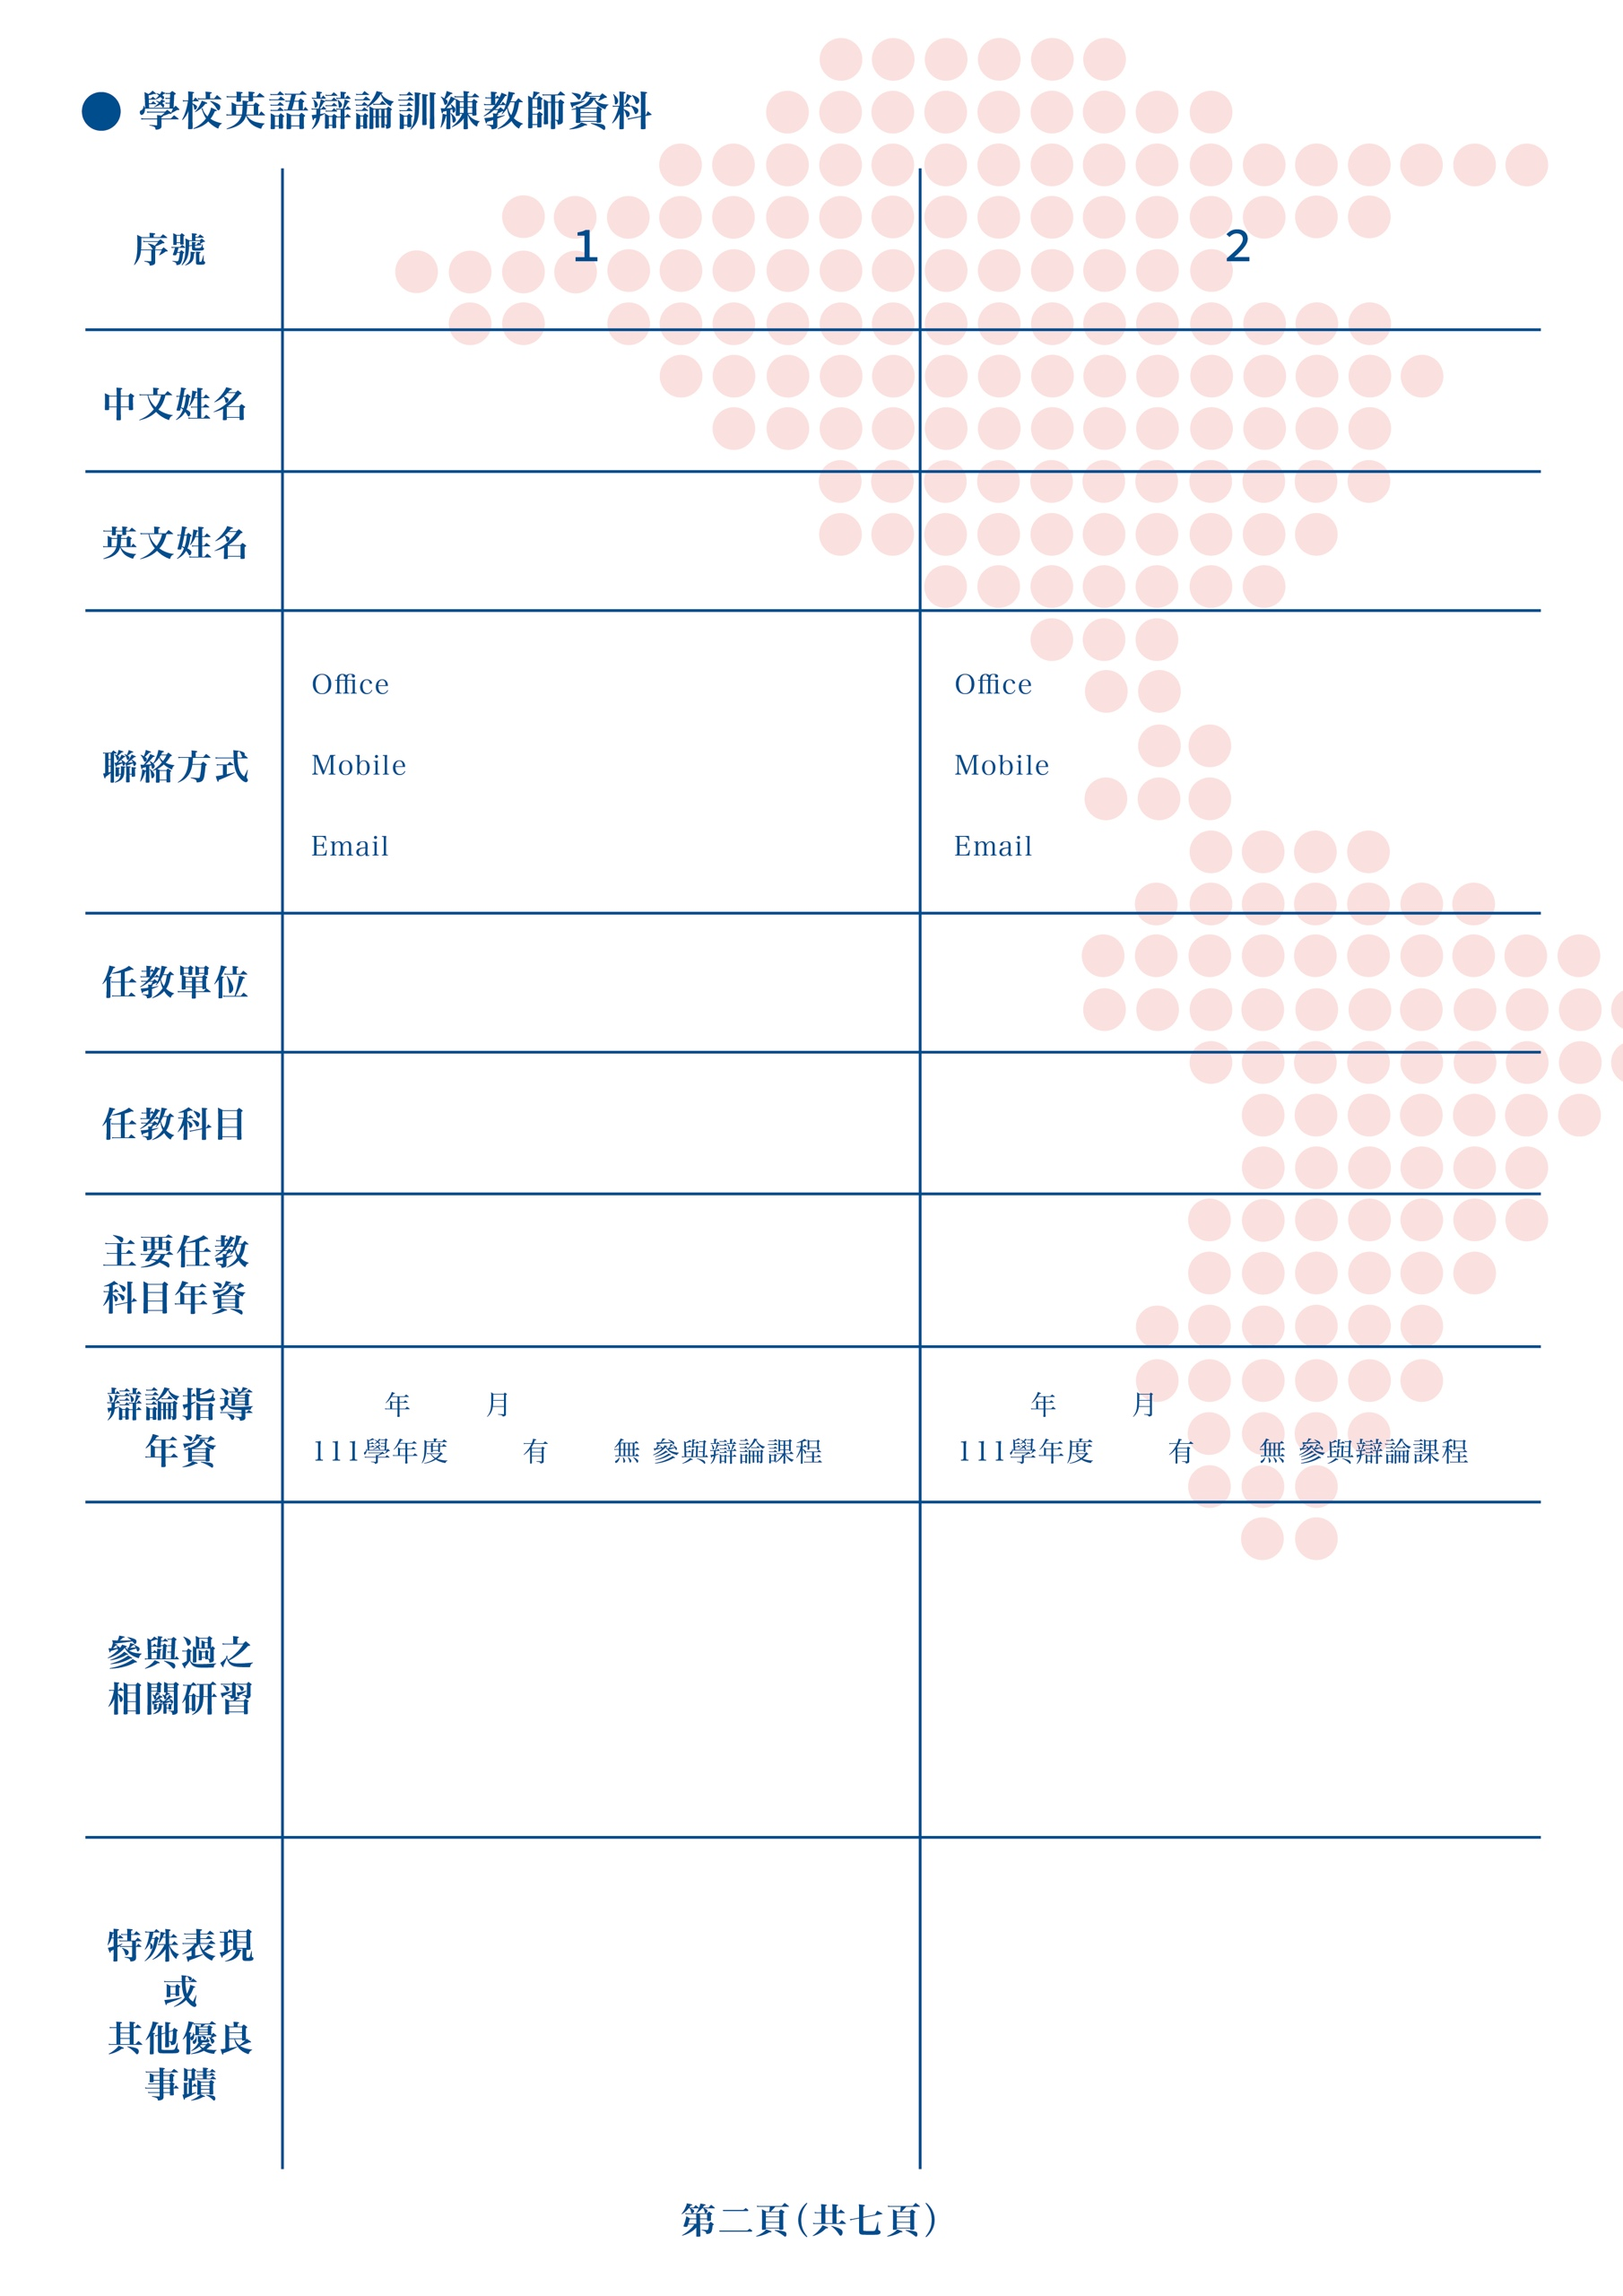 ● 學校英語辯論訓練教師資料
序號 1 2
中文姓名
英文姓名
聯絡方式
Office Office
Mobile Mobile
Email Email
任教單位
任教科目
主要任教
科目年資
辯論指導
年資
年 月 年 月
111學年度 有 無 參與辯論課程 111學年度 有 無 參與辯論課程
參與過之
相關研習
特殊表現
或
其他優良
事蹟
第二頁(共七頁)